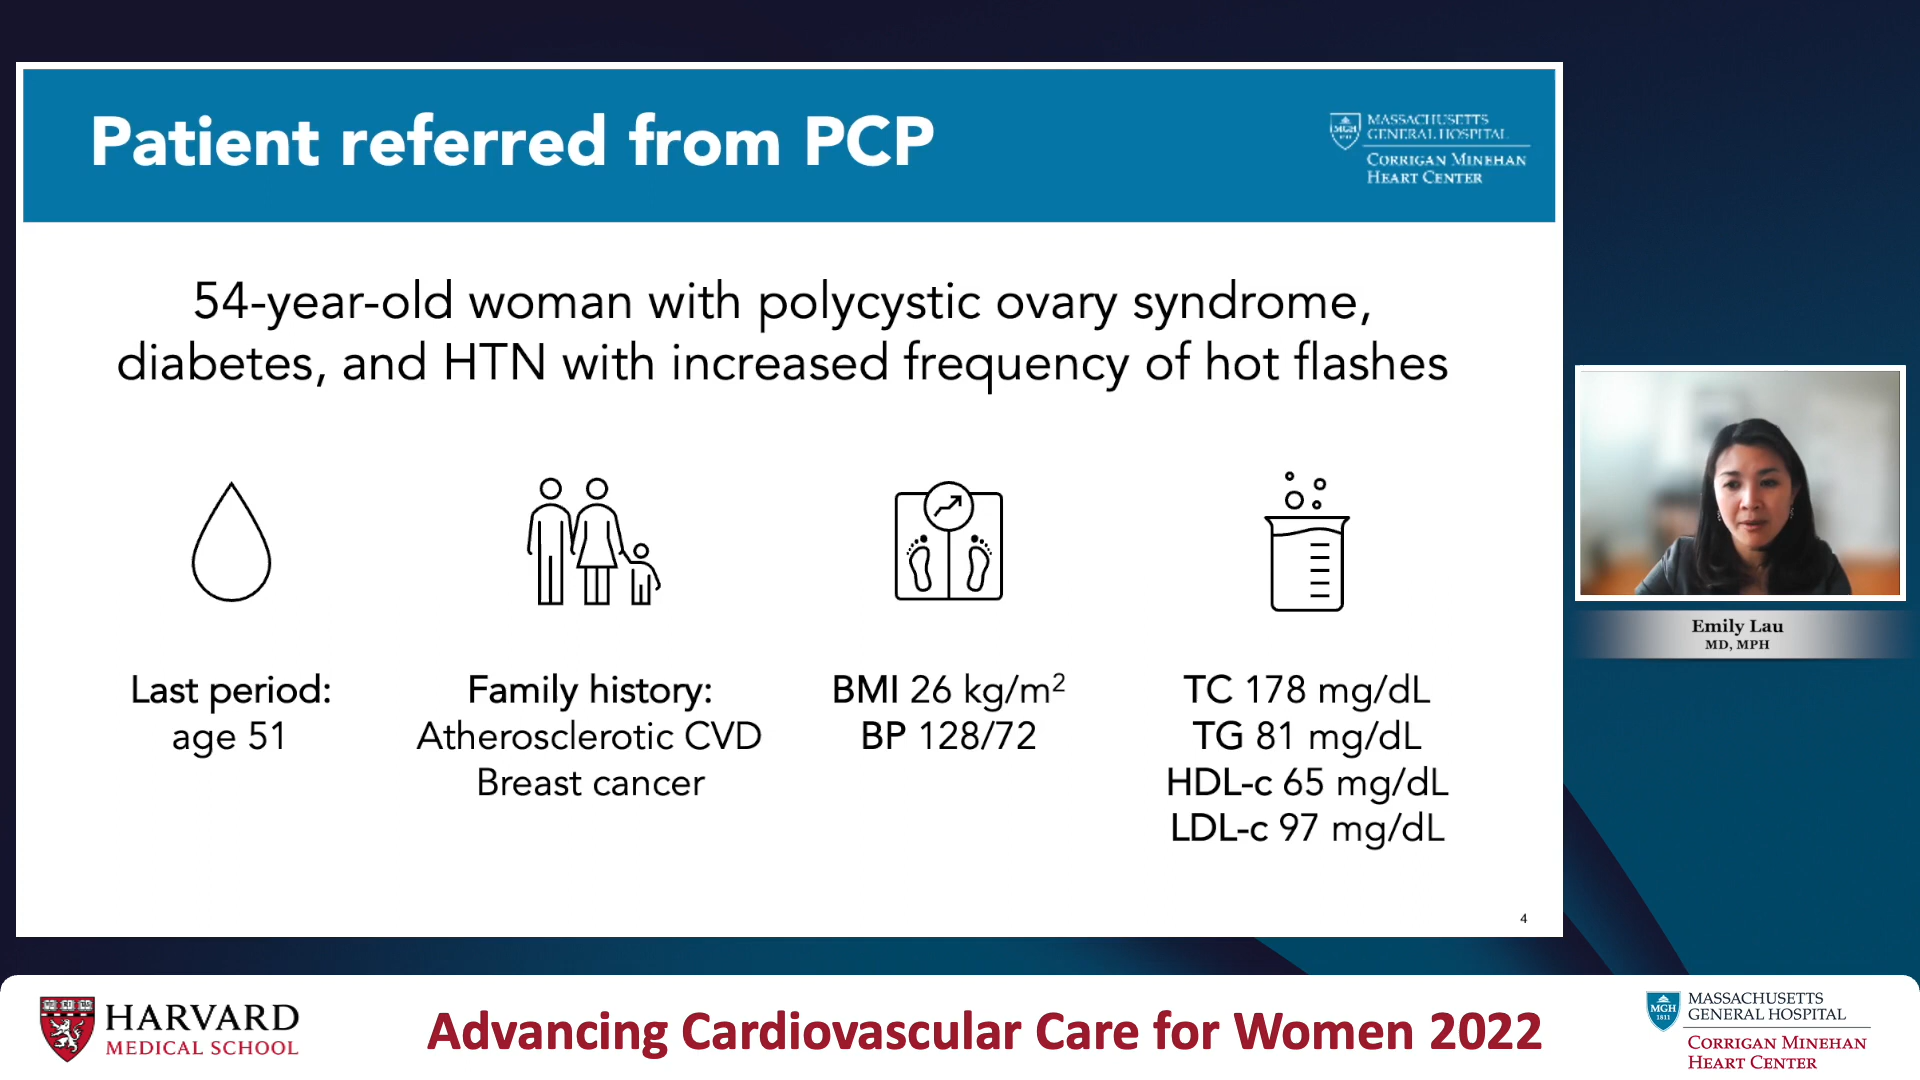 Patient referred from PCP
MGH
1811
MASSACHUSETTS
GENERAL HOSPITAL
CORRIGAN MINEHAN
HEART CENTER
54-year-old woman with polycystic ovary syndrome,
diabetes, and HTN with increased frequency of hot flashes
Last period:
age 51
Family history:
Atherosclerotic CVD
Breast cancer
BMI 26 kg/m²
BP 128/72
TC 178 mg/dL
TG 81 mg/dL
HDL-c 65 mg/dL
LDL-c 97 mg/dL
4
Emily Lau
MD, MPH
HARVARD
MEDICAL SCHOOL
Advancing Cardiovascular Care for Women 2022
MGH
1811
MASSACHUSETTS
GENERAL HOSPITAL
CORRIGAN MINEHAN
HEART CENTER